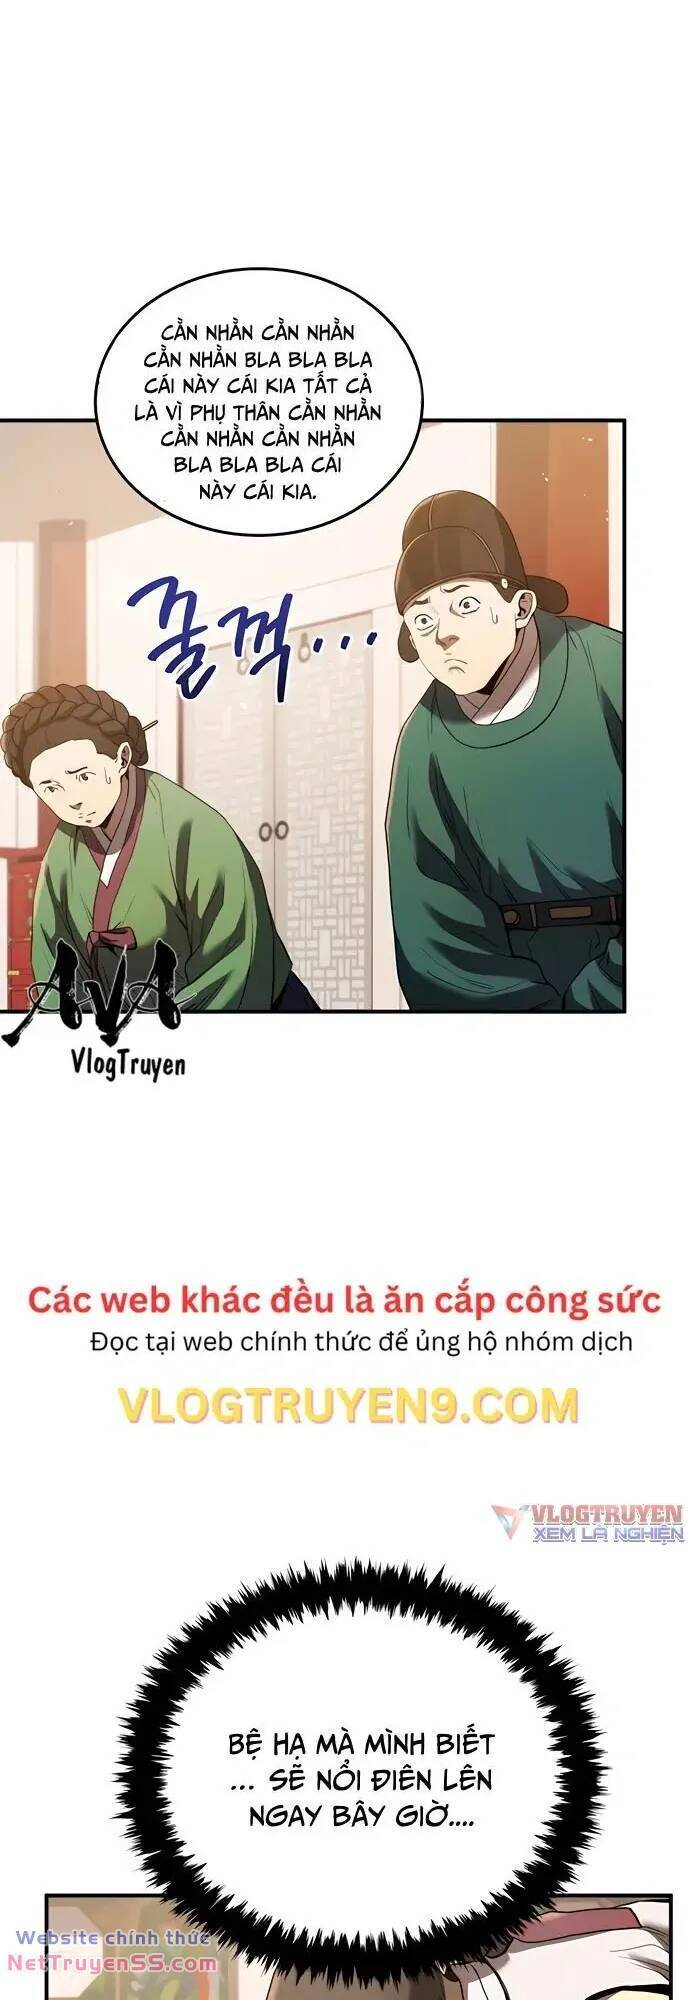 CẰN NHẰN CẰN NHẰN
CẰN NHẰN BLA BLA BLA
CÁI NÀY CÁI KIA TẤT CẢ
LÀ VÌ PHỤ THÂN CẰN NHẰN
CẰN NHẰN CẰN NHẰN
BLA BLA BLA CÁI
NÀY CÁI KIA.
꿀꺽...
AVA
VlogTruyen
Các web khác đều là ăn cắp công sức
Đọc tại web chính thức để ủng hộ nhóm dịch
VLOGTRUYEN9.COM
VLOGTRUYEN
XEM LÀ NGHIỆN
BỆ HẠ MÀ MÌNH BIẾT
... SẼ NỔI ĐIÊN LÊN
NGAY BÂY GIỜ....
Website chính thức
NetTruyenSS.com